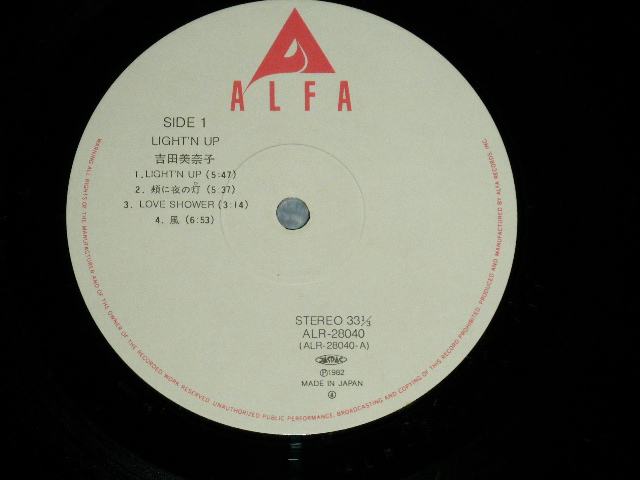 ALFA
SIDE 1
LIGHT'N UP
吉田美奈子
1.LIGHT'N UP (5:47)
2. 頬に夜の灯 (5:37)
3. LOVE SHOWER (3:14)
4. 風 (6:53)
STEREO 33⅓
ALR-28040
(ALR-28040-A)
JASRAC
Ⓟ1982
MADE IN JAPAN
④
WARNING: ALL RIGHTS OF THE MANUFACTURER AND OF THE OWNER OF THE RECORDED WORK RESERVED. UNAUTHORIZED PUBLIC PERFORMANCE, BROADCASTING AND COPYING OF THIS RECORD PROHIBITED. PRODUCED AND MANUFACTURED BY ALFA RECORDS, INC.